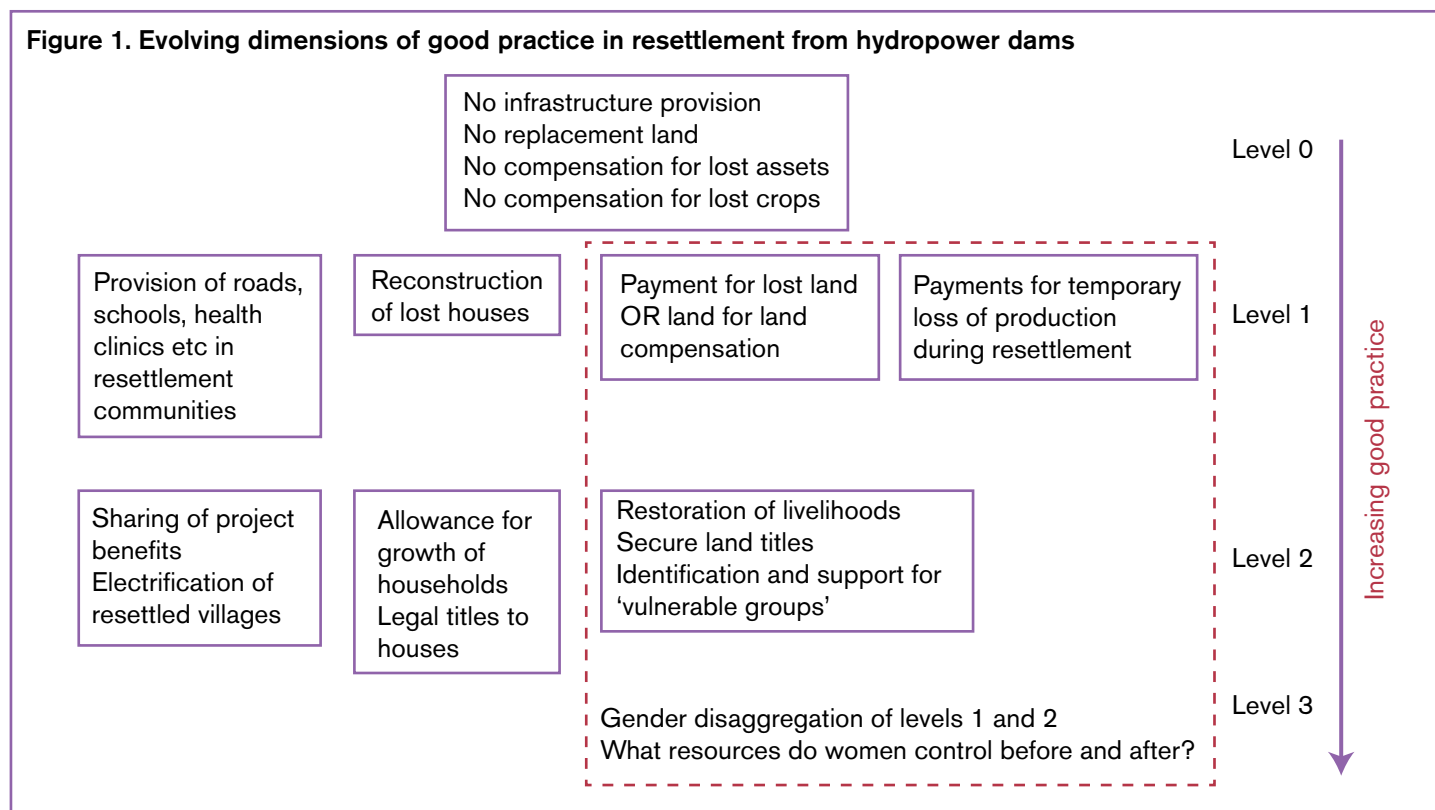 Figure 1. Evolving dimensions of good practice in resettlement from hydropower dams
No infrastructure provision
No replacement land
No compensation for lost assets
No compensation for lost crops
Level 0
Provision of roads,
schools, health
clinics etc in
resettlement
communities
Reconstruction
of lost houses
Payment for lost land
OR land for land
compensation
Payments for temporary
loss of production
during resettlement
Level 1
Sharing of project
benefits
Electrification of
resettled villages
Allowance for
growth of
households
Legal titles to
houses
Restoration of livelihoods
Secure land titles
Identification and support for
‘vulnerable groups’
Level 2
Gender disaggregation of levels 1 and 2
What resources do women control before and after?
Level 3
Increasing good practice